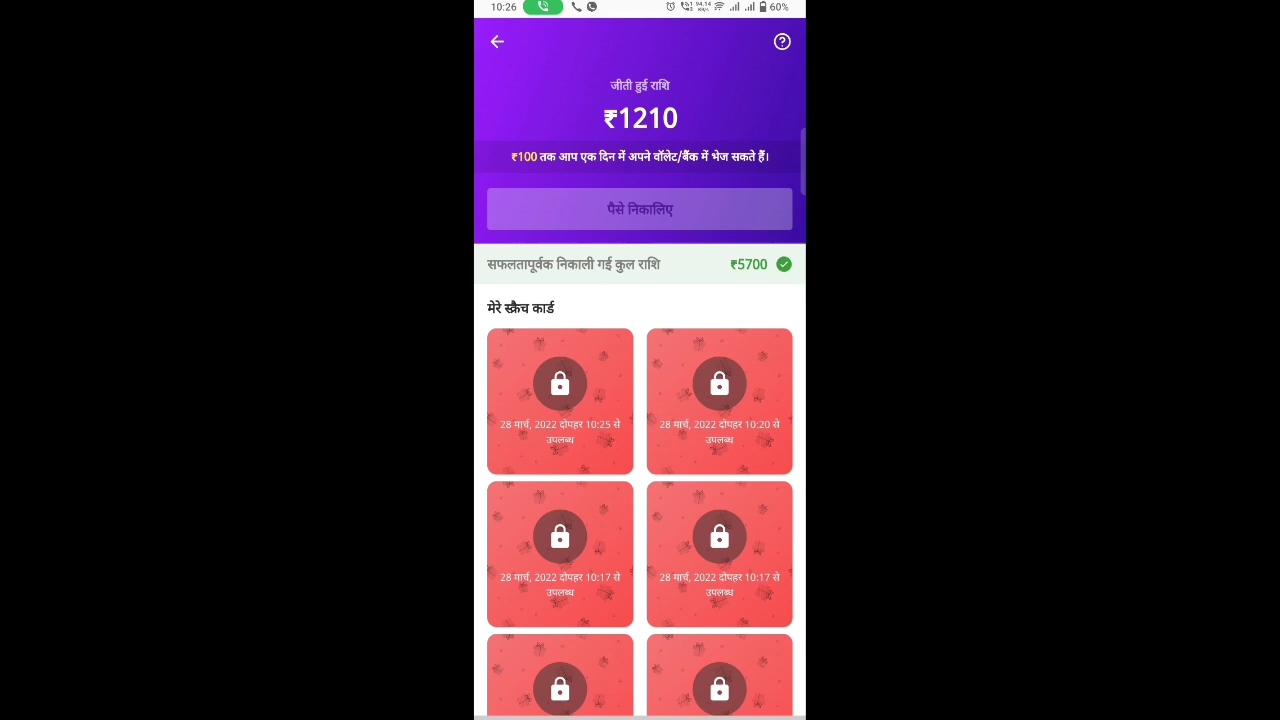 10:26
60%
जीती हुई राशि
₹1210
₹100 तक आप एक दिन में अपने वॉलेट/बैंक में भेज सकते हैं।
पैसे निकालिए
सफलतापूर्वक निकाली गई कुल राशि ₹5700
मेरे स्क्रैच कार्ड
28 मार्च, 2022 दोपहर 10:25 से
उपलब्ध
28 मार्च, 2022 दोपहर 10:20 से
उपलब्ध
28 मार्च, 2022 दोपहर 10:17 से
उपलब्ध
28 मार्च, 2022 दोपहर 10:17 से
उपलब्ध